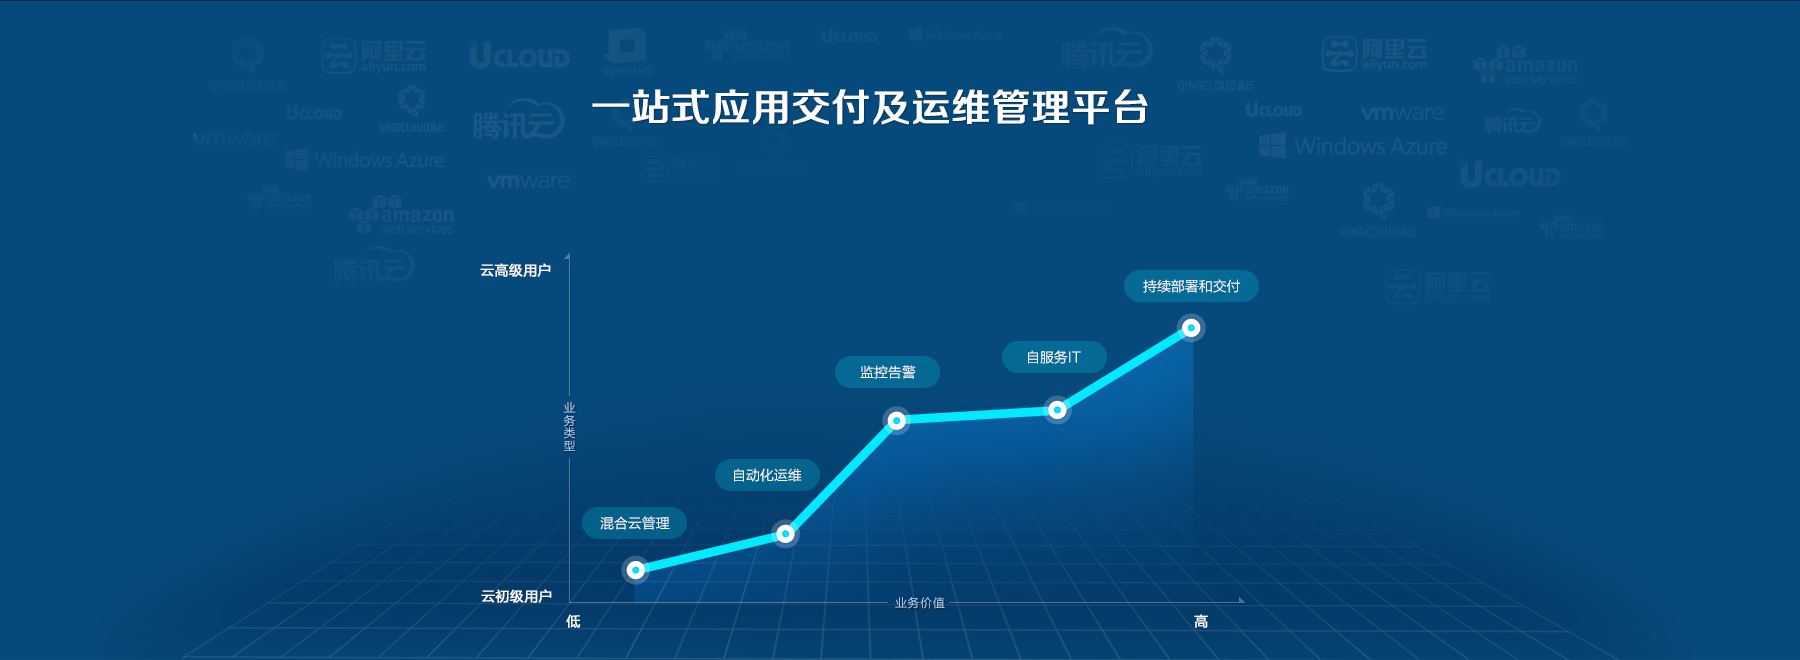 QINGCLOUD青云
阿里云
aliyun.com
UCLOUD
openstack
amazon
webservices
UCLOUD
Windows Azure
腾讯云
QINGCLOUD青云
阿里云
aliyun.com
amazon
webservices
一站式应用交付及运维管理平台
UCLOUD
QINGCLOUD青云
腾讯云
QINGCLOUD青云
UCLOUD
vmware
腾讯云
QINGCLOUD青云
vmware
Windows Azure
vmware
阿里云
阿里云
aliyun.com
Windows Azure
UCLOUD
amazon
amazon
webservices
amazon
QINGCLOUD青云
Windows Azure
amazon
腾讯云
阿里云
aliyun.com
云高级用户
持续部署和交付
自服务IT
监控告警
业务类型
自动化运维
混合云管理
云初级用户
业务价值
低
高